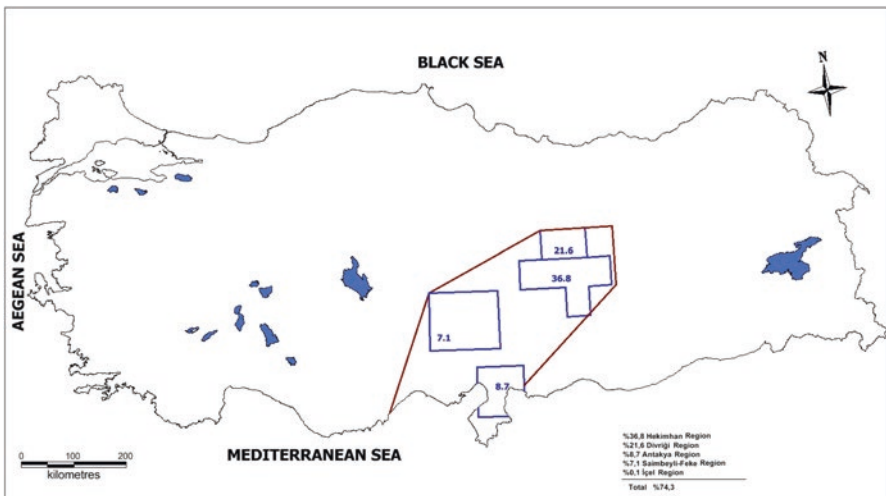 BLACK SEA
N
AEGEAN SEA
21.6
36.8
7.1
8.7
MEDITERRANEAN SEA
0 100 200
kilometres
%36,8 Hekimhan Region
%21,6 Divriği Region
%8,7 Antakya Region
%7,1 Saimbeyli-Feke Region
%0,1 İçel Region
Total %74,3